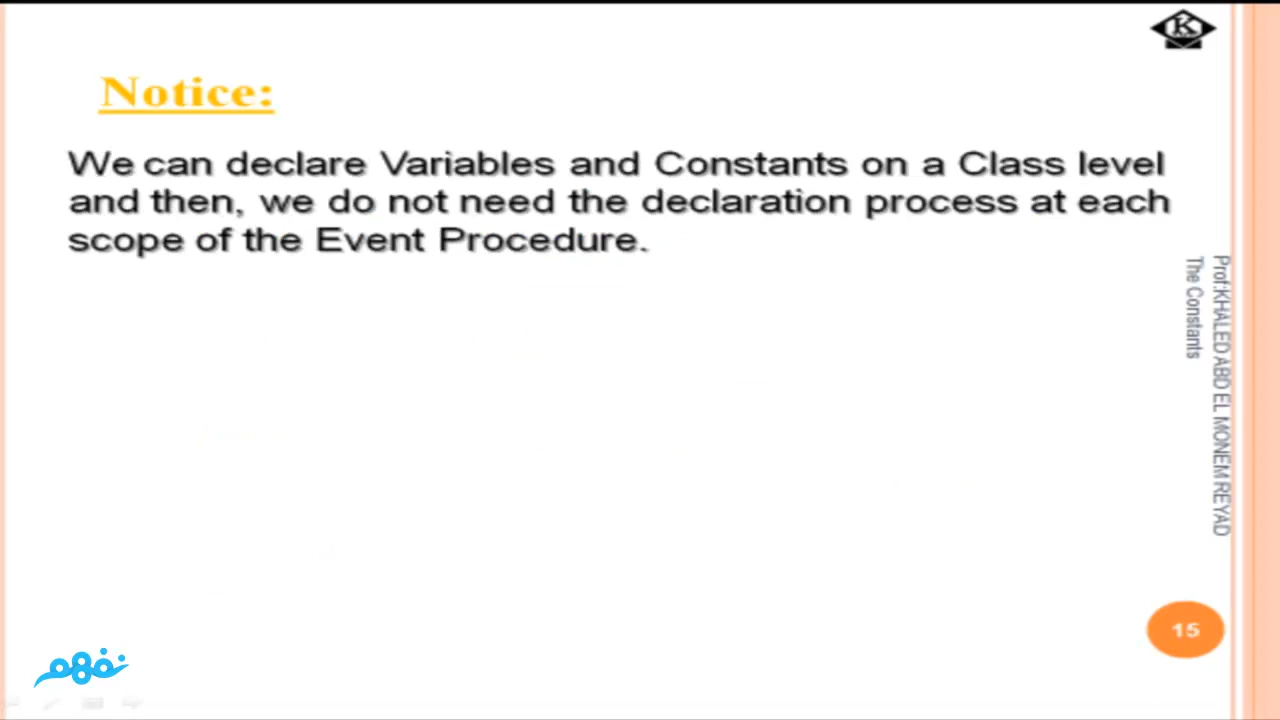 K
Notice:
We can declare Variables and Constants on a Class level
and then, we do not need the declaration process at each
scope of the Event Procedure.
Prof:KHALED ABD EL MONEM REYAD
The Constants
15
نفهم